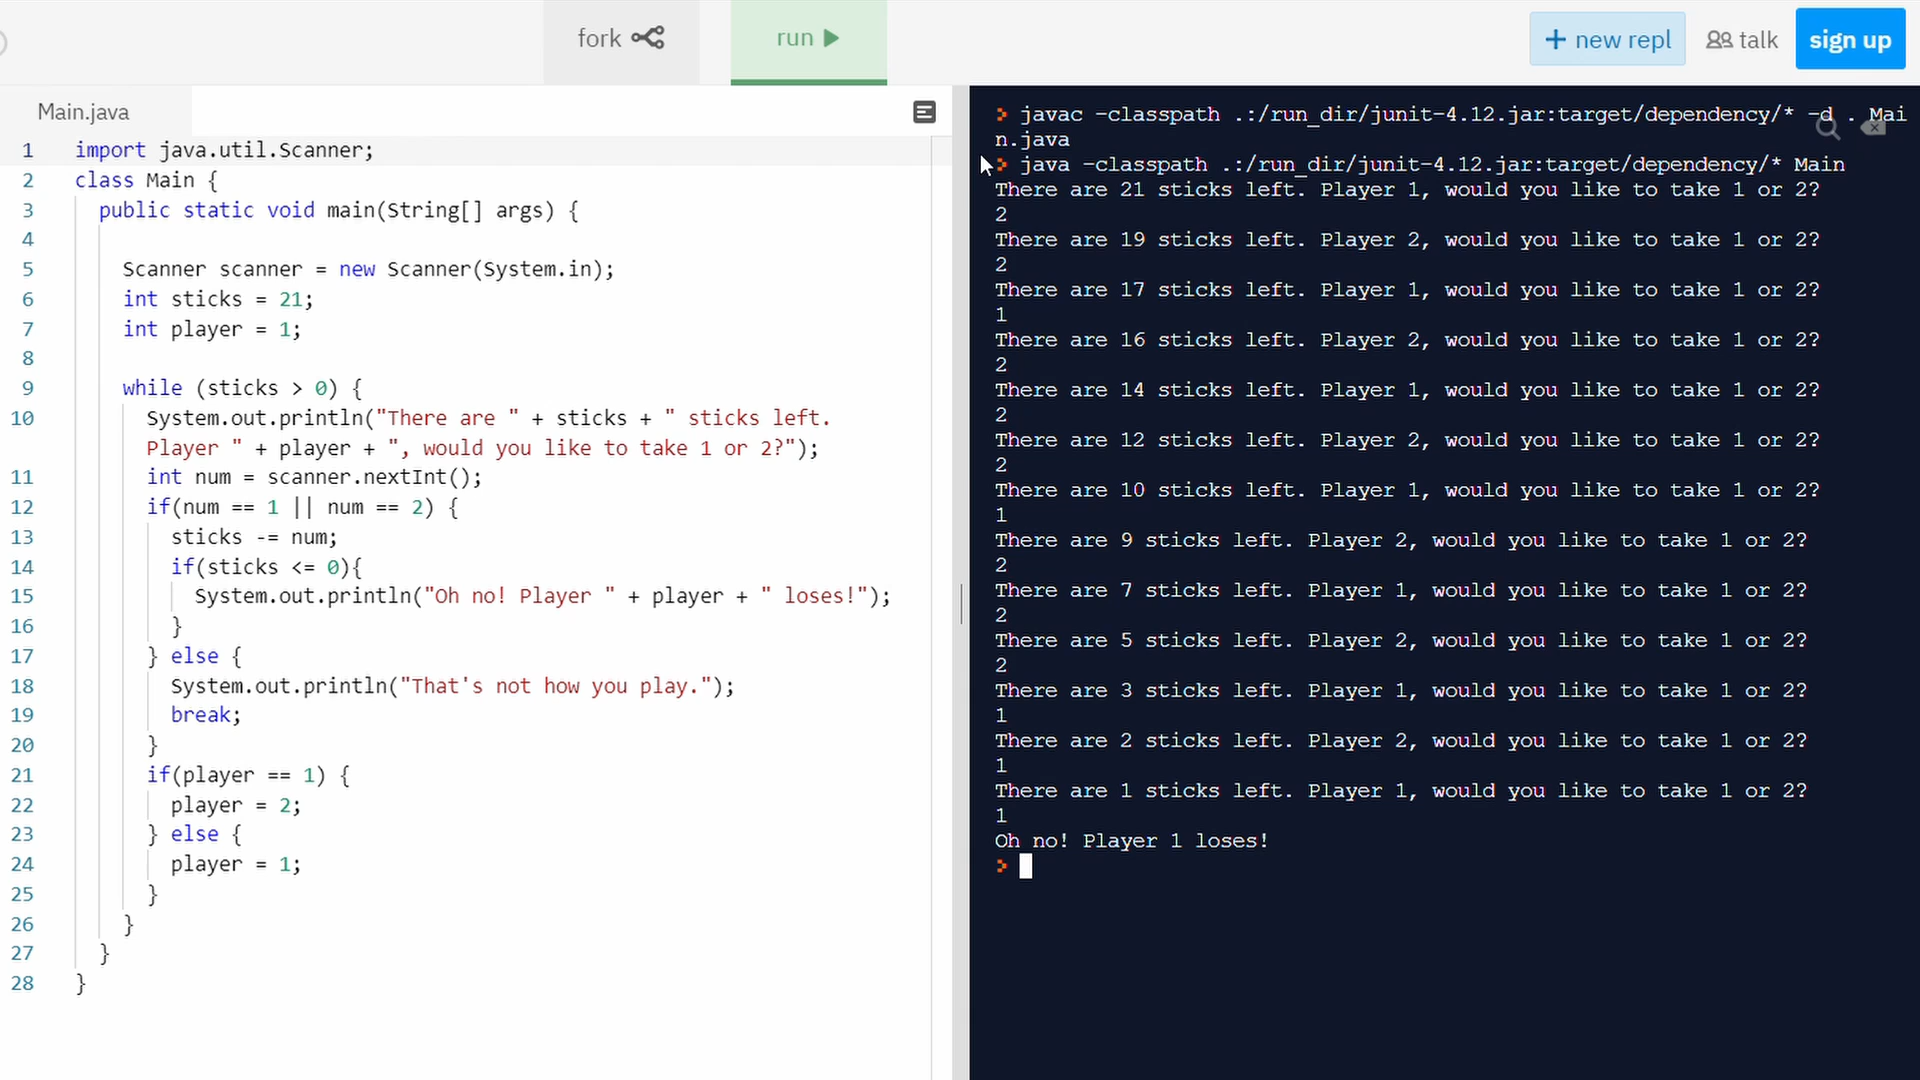 fork
run
+ new repl
talk
sign up
Main.java
1 import java.util.Scanner;
2 class Main {
3 public static void main(String[] args) {
4
5 Scanner scanner = new Scanner(System.in);
6 int sticks = 21;
7 int player = 1;
8
9 while (sticks > 0) {
10 System.out.println("There are " + sticks + " sticks left.
Player " + player + ", would you like to take 1 or 2?");
11 int num = scanner.nextInt();
12 if(num == 1 || num == 2) {
13 sticks -= num;
14 if(sticks <= 0){
15 System.out.println("Oh no! Player " + player + " loses!");
16 }
17 } else {
18 System.out.println("That's not how you play.");
19 break;
20 }
21 if(player == 1) {
22 player = 2;
23 } else {
24 player = 1;
25 }
26 }
27 }
28 }
> javac -classpath .:/run_dir/junit-4.12.jar:target/dependency/* -d . Mai
n.java
> java -classpath .:/run_dir/junit-4.12.jar:target/dependency/* Main
There are 21 sticks left. Player 1, would you like to take 1 or 2?
2
There are 19 sticks left. Player 2, would you like to take 1 or 2?
2
There are 17 sticks left. Player 1, would you like to take 1 or 2?
1
There are 16 sticks left. Player 2, would you like to take 1 or 2?
2
There are 14 sticks left. Player 1, would you like to take 1 or 2?
2
There are 12 sticks left. Player 2, would you like to take 1 or 2?
2
There are 10 sticks left. Player 1, would you like to take 1 or 2?
1
There are 9 sticks left. Player 2, would you like to take 1 or 2?
2
There are 7 sticks left. Player 1, would you like to take 1 or 2?
2
There are 5 sticks left. Player 2, would you like to take 1 or 2?
2
There are 3 sticks left. Player 1, would you like to take 1 or 2?
1
There are 2 sticks left. Player 2, would you like to take 1 or 2?
1
There are 1 sticks left. Player 1, would you like to take 1 or 2?
1
Oh no! Player 1 loses!
>